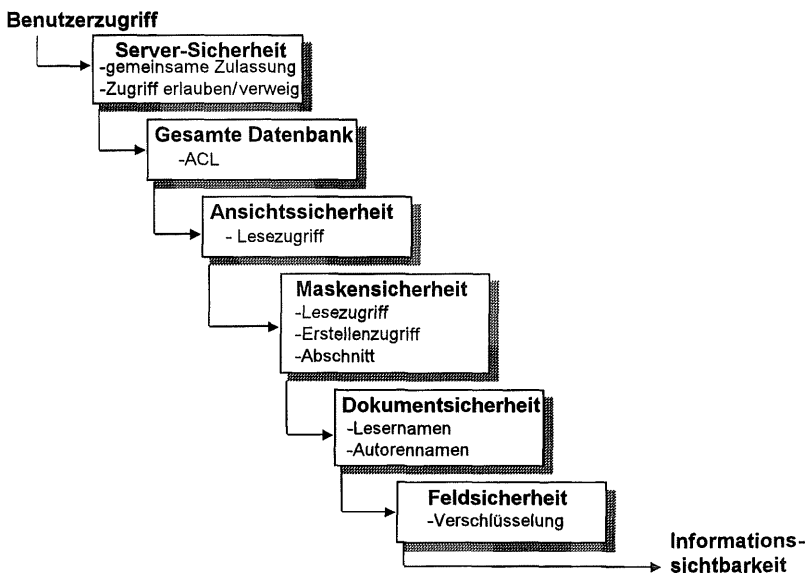 Benutzerzugriff
Server-Sicherheit
-gemeinsame Zulassung
-Zugriff erlauben/verweig
Gesamte Datenbank
-ACL
Ansichtssicherheit
- Lesezugriff
Maskensicherheit
-Lesezugriff
-Erstellenzugriff
-Abschnitt
Dokumentsicherheit
-Lesernamen
-Autorennamen
Feldsicherheit
-Verschlüsselung
Informations-
sichtbarkeit